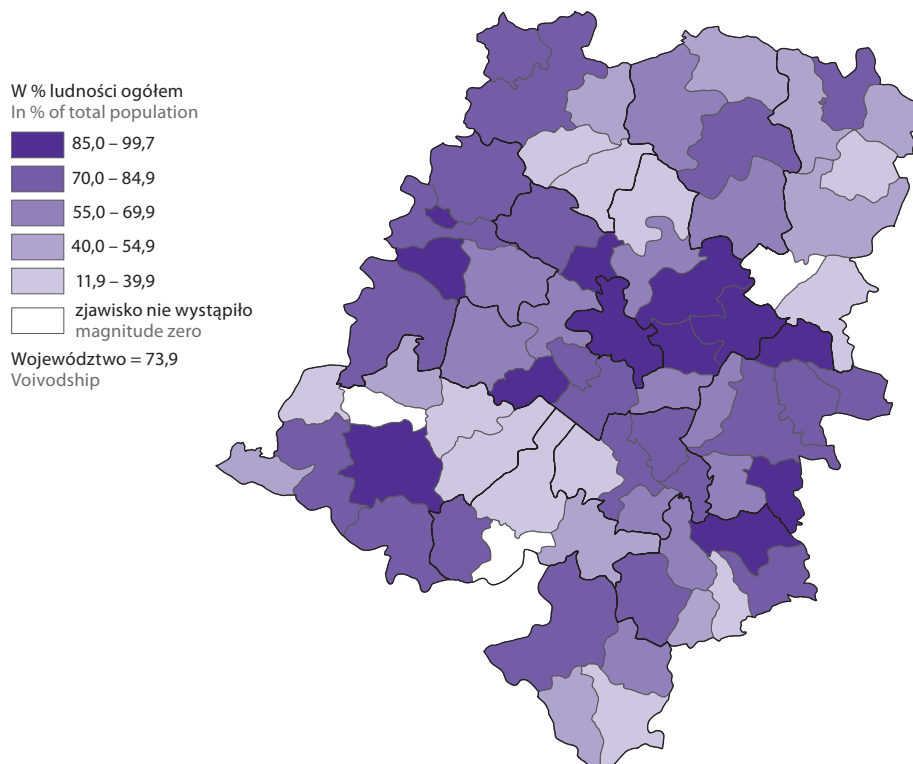 W % ludności ogółem
In % of total population
85,0 – 99,7
70,0 – 84,9
55,0 – 69,9
40,0 – 54,9
11,9 – 39,9
zjawisko nie wystąpiło
magnitude zero
Województwo = 73,9
Voivodship